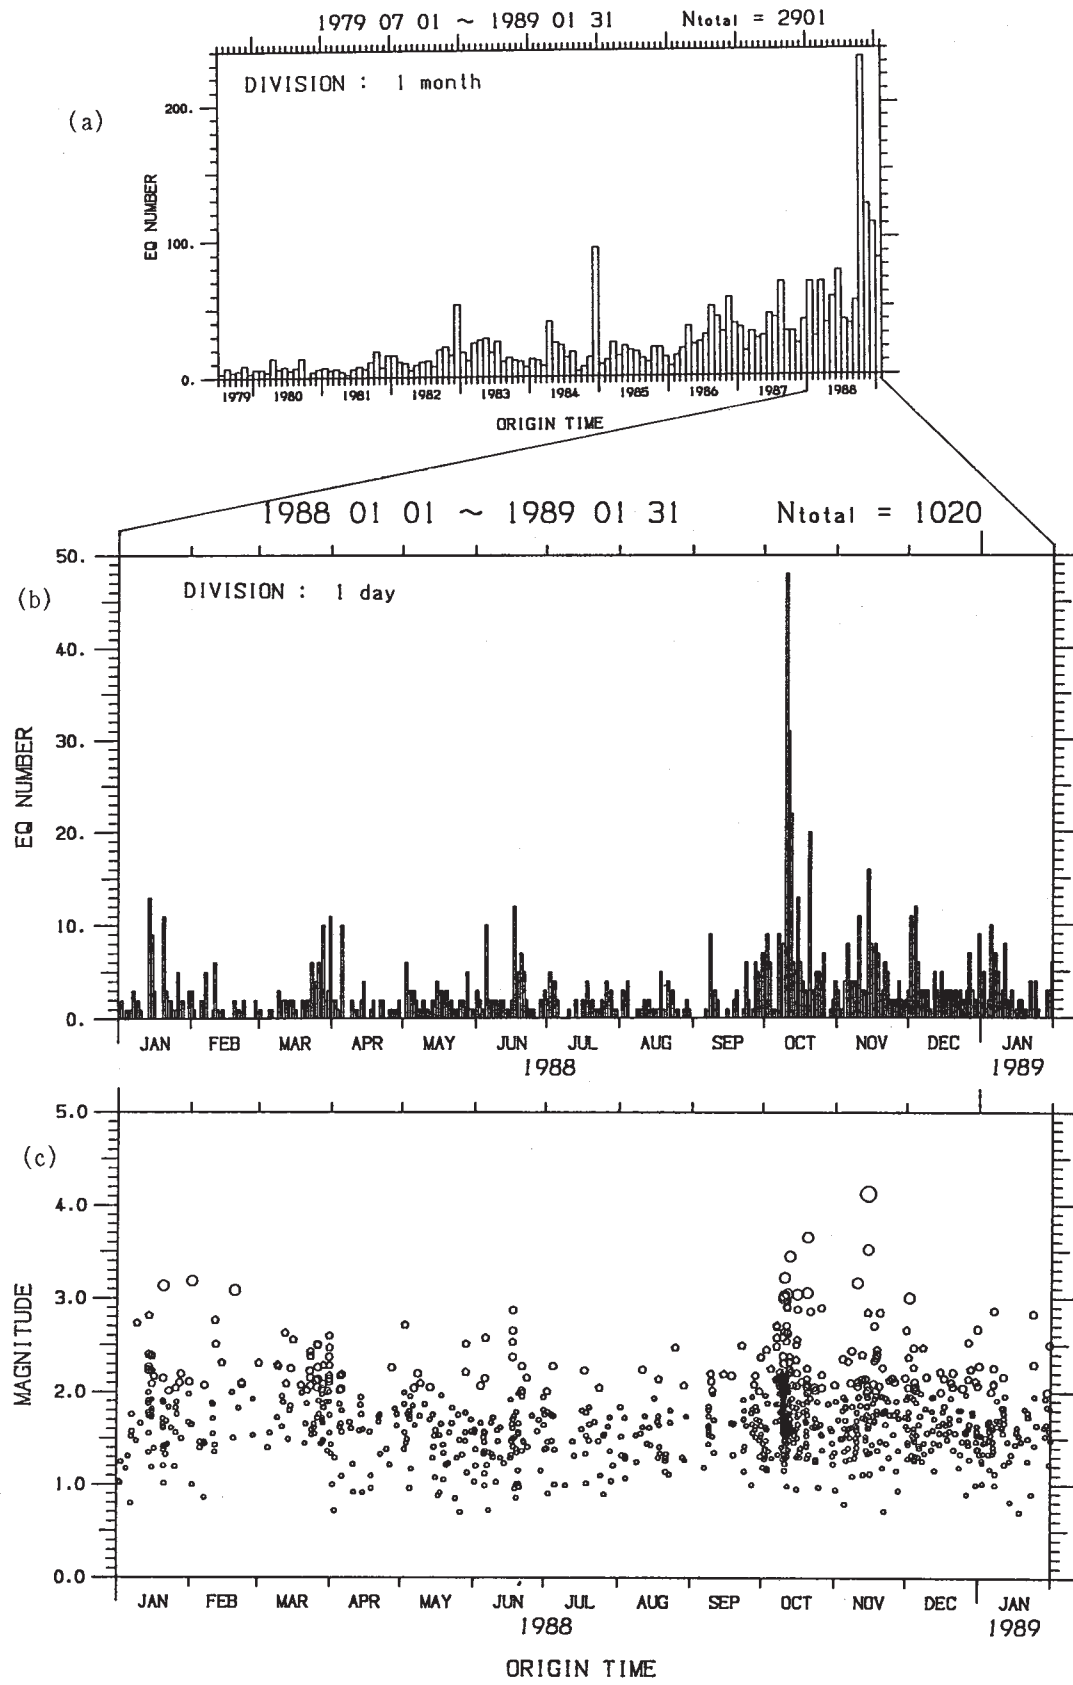 1979 07 01 ~ 1989 01 31 Ntotal = 2901
DIVISION : 1 month
(a)
200.
100.
0.
EQ NUMBER
1979 1980 1981 1982 1983 1984 1985 1986 1987 1988
ORIGIN TIME
1988 01 01 ~ 1989 01 31 Ntotal = 1020
(b)
DIVISION : 1 day
50.
40.
30.
20.
10.
0.
EQ NUMBER
JAN FEB MAR APR MAY JUN JUL AUG SEP OCT NOV DEC JAN
1988 1989
(c)
5.0
4.0
3.0
2.0
1.0
0.0
MAGNITUDE
JAN FEB MAR APR MAY JUN JUL AUG SEP OCT NOV DEC JAN
1988 1989
ORIGIN TIME